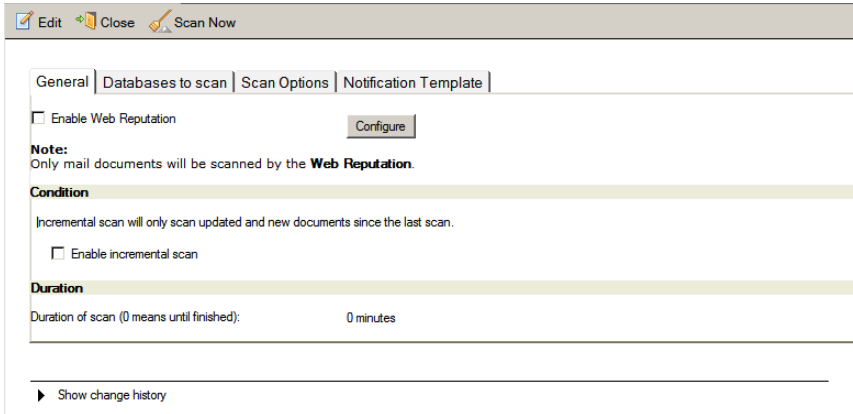 Edit Close Scan Now
General Databases to scan Scan Options Notification Template
Enable Web Reputation Configure
Note:
Only mail documents will be scanned by the Web Reputation.
Condition
Incremental scan will only scan updated and new documents since the last scan.
Enable incremental scan
Duration
Duration of scan (0 means until finished): 0 minutes
Show change history